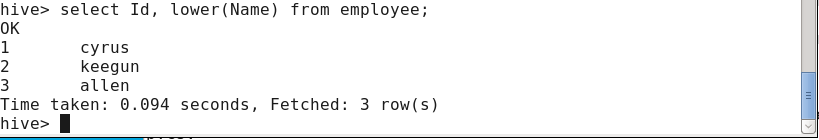 hive> select Id, lower(Name) from employee;
OK
1 cyrus
2 keegun
3 allen
Time taken: 0.094 seconds, Fetched: 3 row(s)
hive>